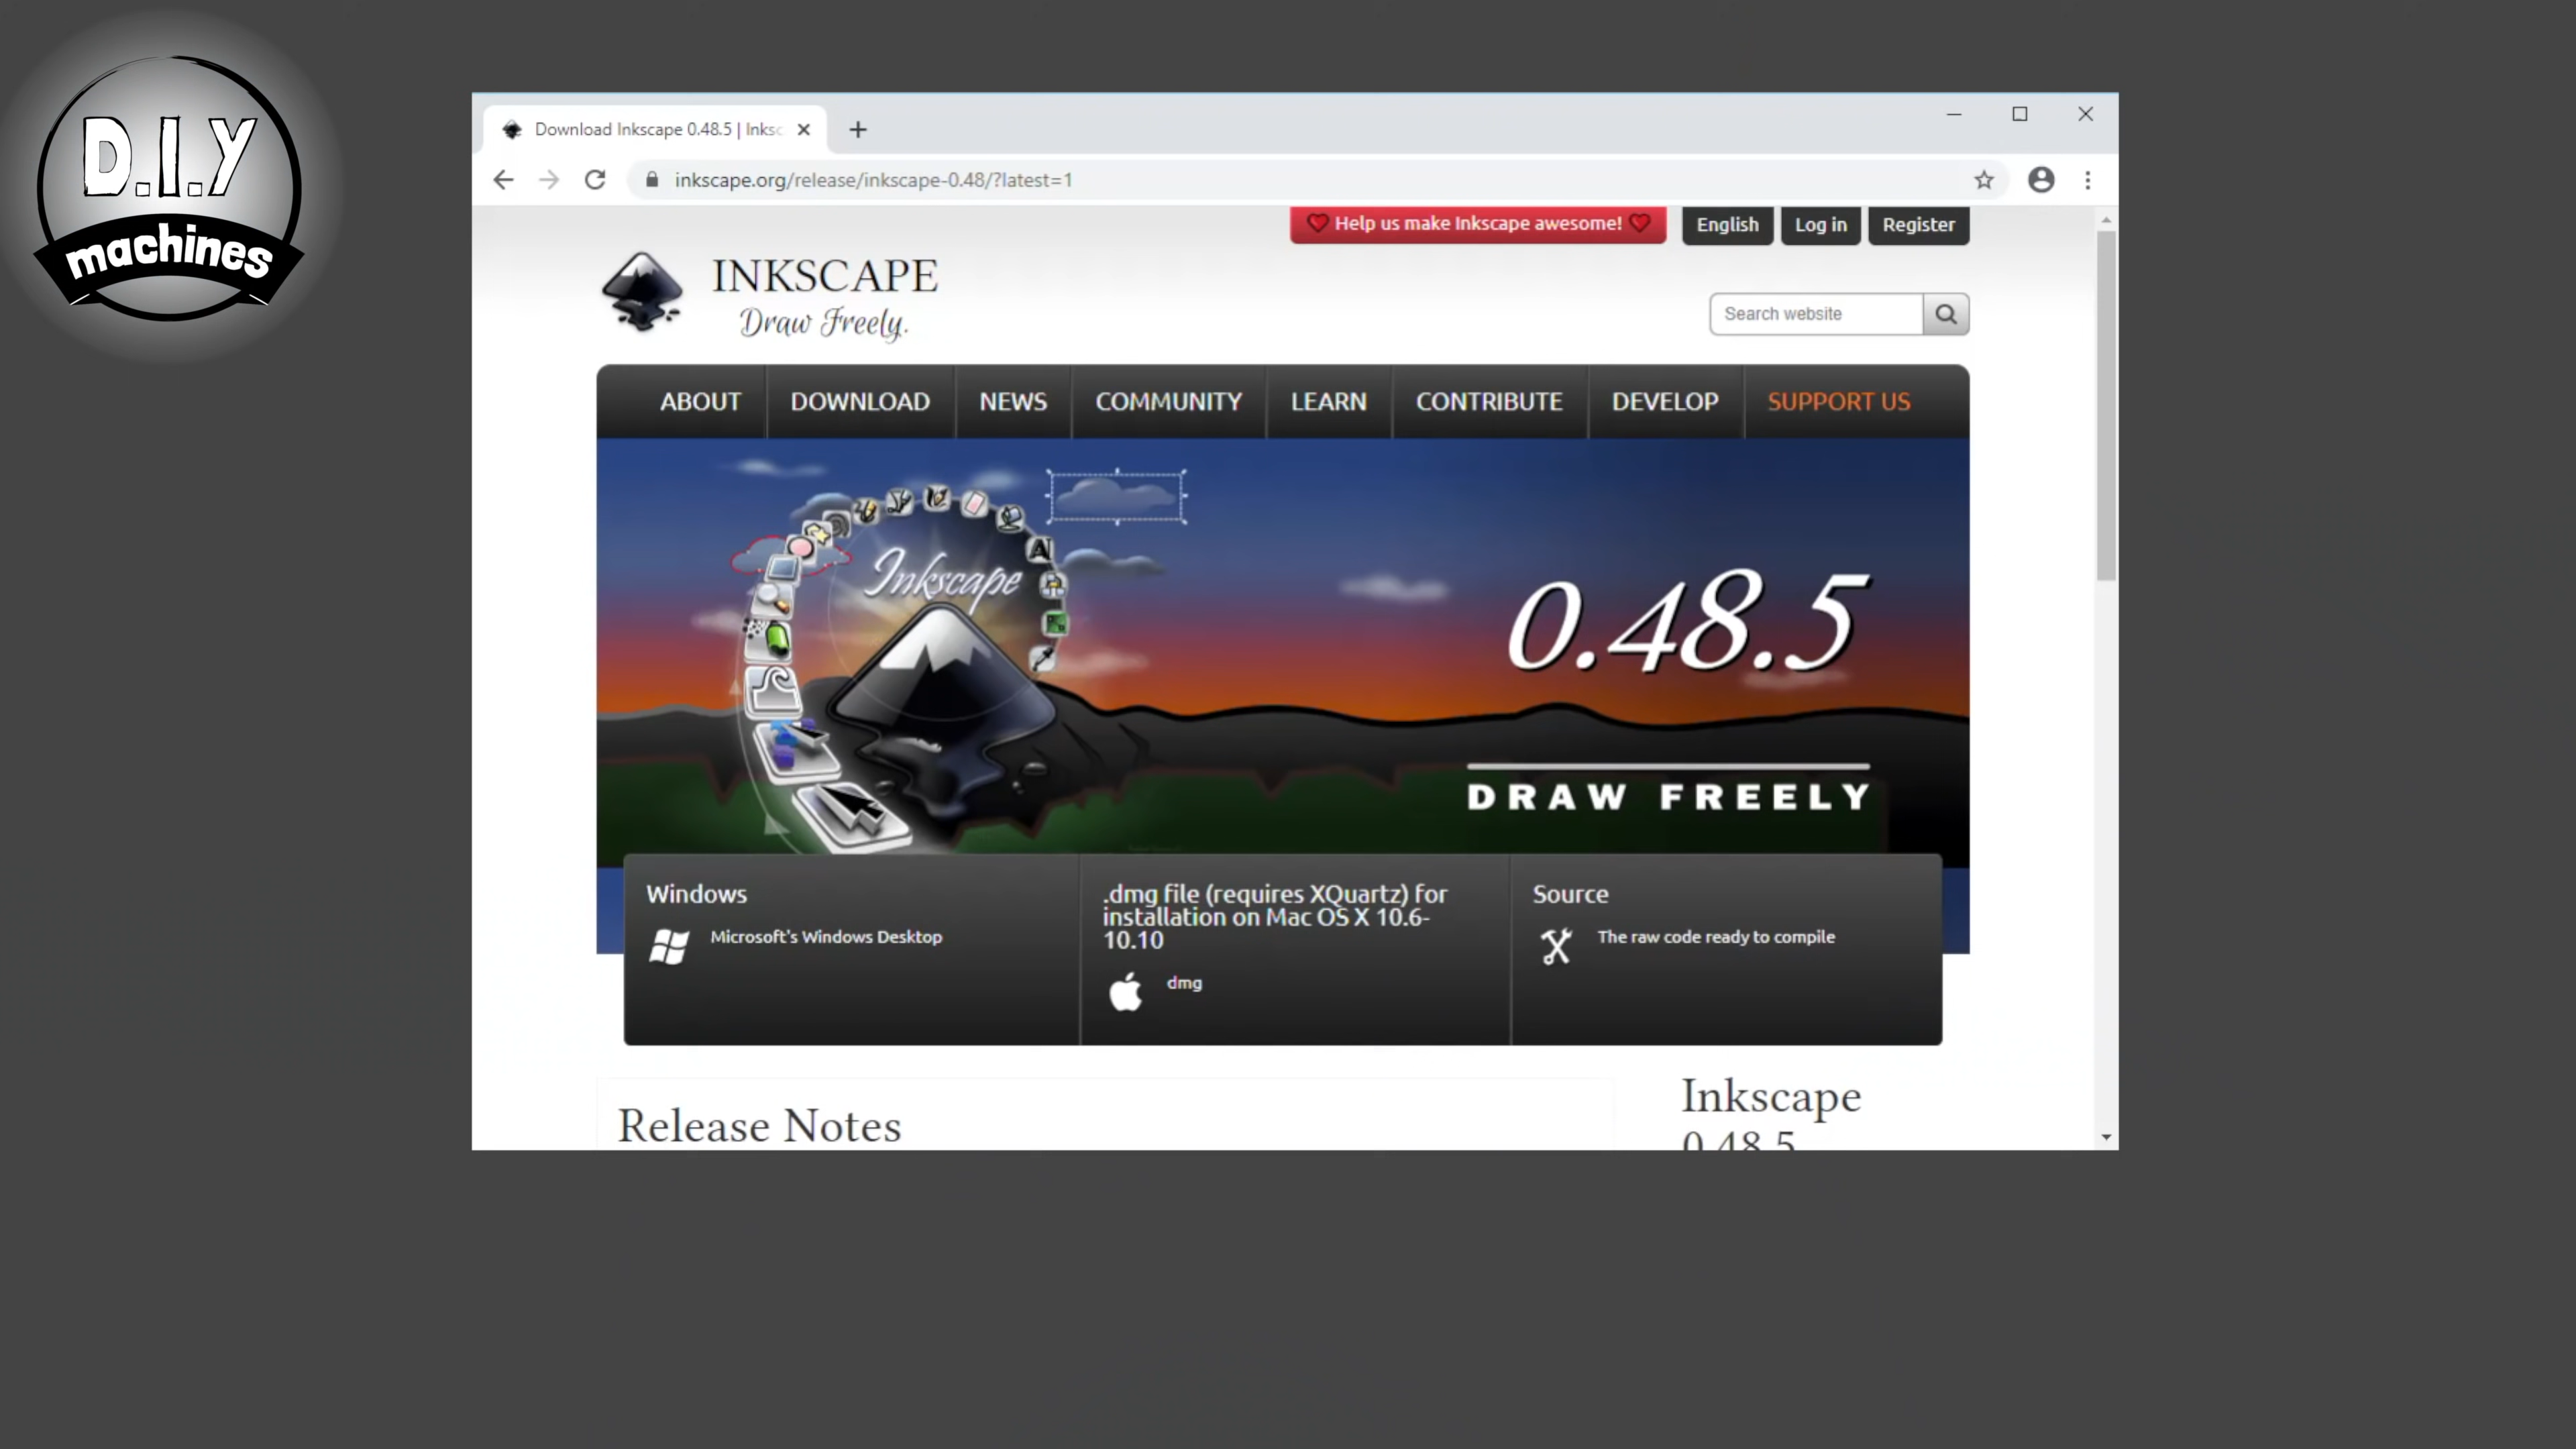 D.I.Y
machines
Download Inkscape 0.48.5 | Inksc
inkscape.org/release/inkscape-0.48/?latest=1
Help us make Inkscape awesome!
English
Log in
Register
INKSCAPE
Draw Freely.
Search website
ABOUT
DOWNLOAD
NEWS
COMMUNITY
LEARN
CONTRIBUTE
DEVELOP
SUPPORT US
A
Inkscape
0.48.5
DRAW FREELY
Windows
Microsoft's Windows Desktop
.dmg file (requires XQuartz) for
installation on Mac OS X 10.6-
10.10
dmg
Source
The raw code ready to compile
Release Notes
Inkscape
0.48.5